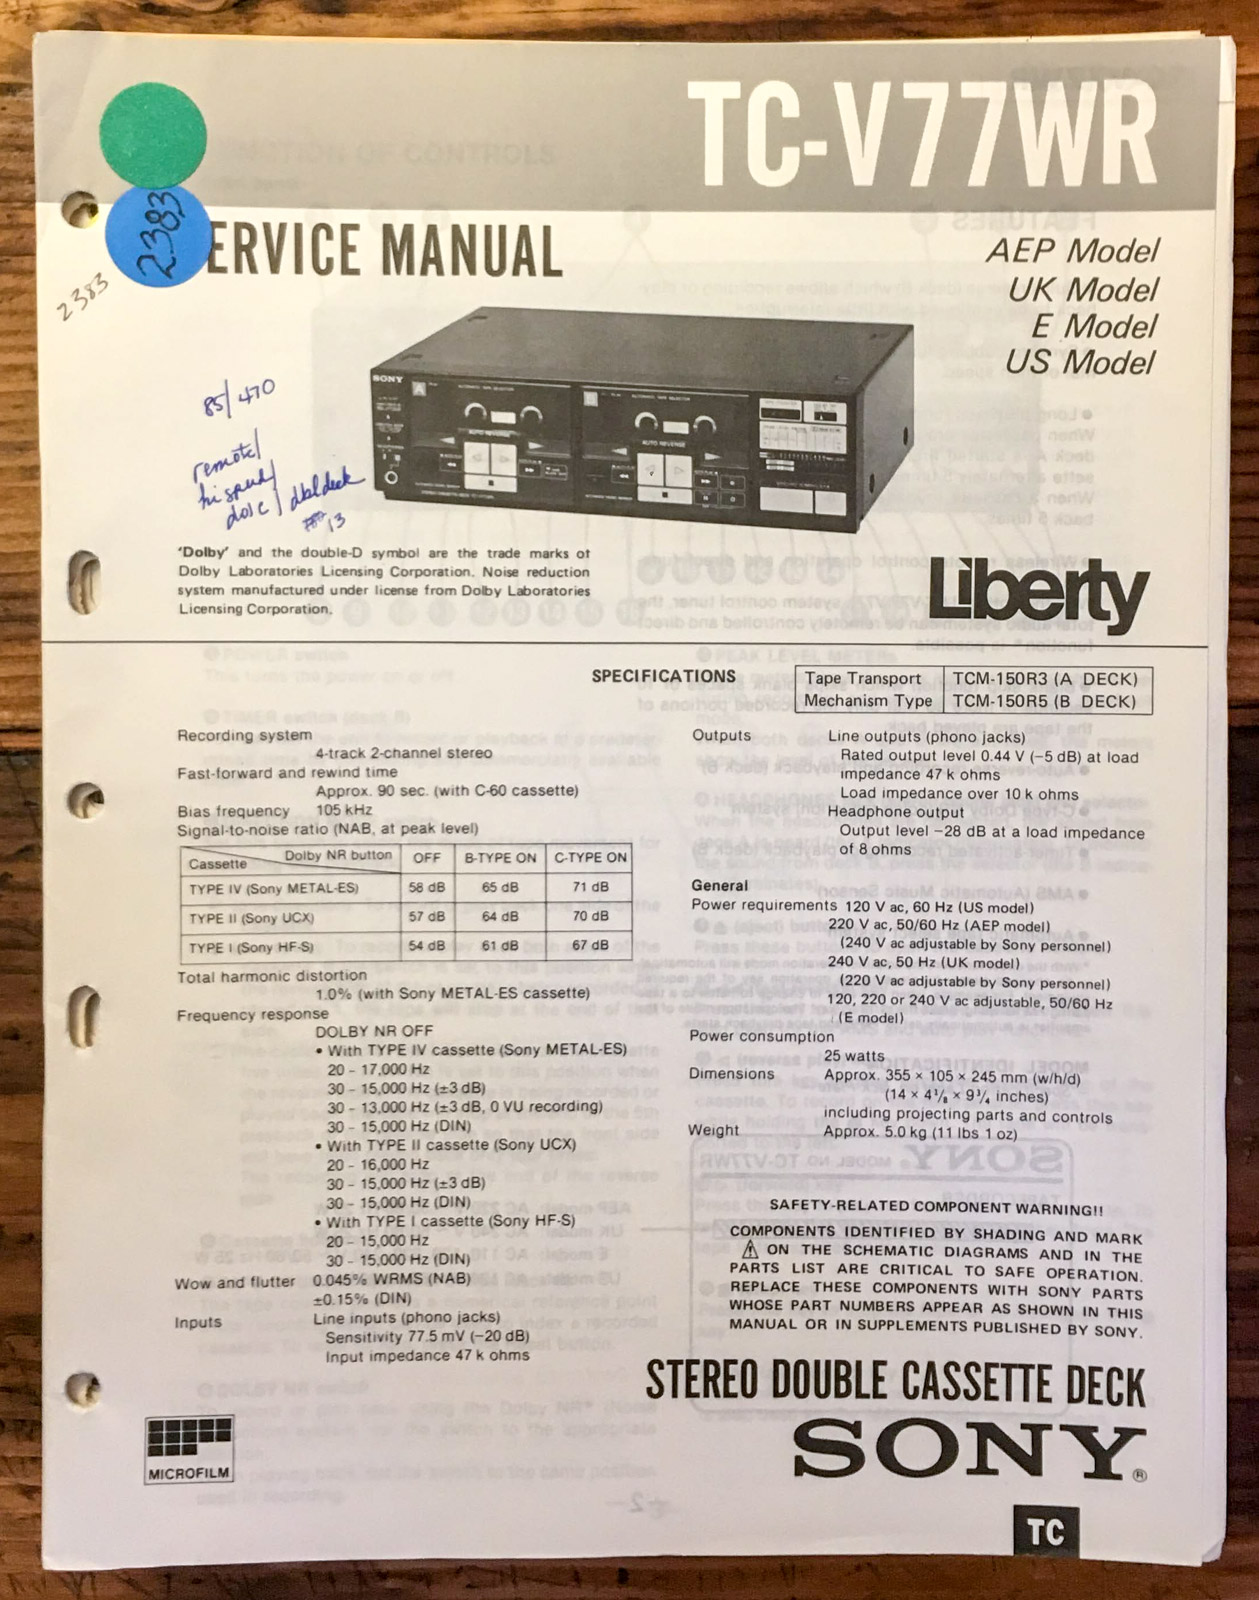 TC-V77WR
2383
ERVICE MANUAL
AEP Model
UK Model
E Model
US Model
2383
85/470
remote/
hi speed/
dolc / dbl deck
13
SONY
A
B
AUTO REVERSE
AUTO REVERSE
'Dolby' and the double-D symbol are the trade marks of
Dolby Laboratories Licensing Corporation. Noise reduction
system manufactured under license from Dolby Laboratories
Licensing Corporation.
Liberty
SPECIFICATIONS
Tape Transport TCM-150R3 (A DECK)
Mechanism Type TCM-150R5 (B DECK)
Recording system
4-track 2-channel stereo
Fast-forward and rewind time
Approx. 90 sec. (with C-60 cassette)
Bias frequency 105 kHz
Signal-to-noise ratio (NAB, at peak level)
Cassette Dolby NR button OFF B-TYPE ON C-TYPE ON
TYPE IV (Sony METAL-ES) 58 dB 65 dB 71 dB
TYPE II (Sony UCX) 57 dB 64 dB 70 dB
TYPE I (Sony HF-S) 54 dB 61 dB 67 dB
Total harmonic distortion
1.0% (with Sony METAL-ES cassette)
Frequency response
DOLBY NR OFF
• With TYPE IV cassette (Sony METAL-ES)
20 – 17,000 Hz
30 – 15,000 Hz (±3 dB)
30 – 13,000 Hz (±3 dB, 0 VU recording)
30 – 15,000 Hz (DIN)
• With TYPE II cassette (Sony UCX)
20 – 16,000 Hz
30 – 15,000 Hz (±3 dB)
30 – 15,000 Hz (DIN)
• With TYPE I cassette (Sony HF-S)
20 – 15,000 Hz
30 – 15,000 Hz (DIN)
Wow and flutter 0.045% WRMS (NAB)
±0.15% (DIN)
Inputs Line inputs (phono jacks)
Sensitivity 77.5 mV (−20 dB)
Input impedance 47 k ohms
Outputs Line outputs (phono jacks)
Rated output level 0.44 V (−5 dB) at load
impedance 47 k ohms
Load impedance over 10 k ohms
Headphone output
Output level −28 dB at a load impedance
of 8 ohms
General
Power requirements 120 V ac, 60 Hz (US model)
220 V ac, 50/60 Hz (AEP model)
(240 V ac adjustable by Sony personnel)
240 V ac, 50 Hz (UK model)
(220 V ac adjustable by Sony personnel)
120, 220 or 240 V ac adjustable, 50/60 Hz
(E model)
Power consumption
25 watts
Dimensions Approx. 355 × 105 × 245 mm (w/h/d)
(14 × 4 1/8 × 9 3/4 inches)
including projecting parts and controls
Weight Approx. 5.0 kg (11 lbs 1 oz)
SAFETY-RELATED COMPONENT WARNING!!
COMPONENTS IDENTIFIED BY SHADING AND MARK
⚠ ON THE SCHEMATIC DIAGRAMS AND IN THE
PARTS LIST ARE CRITICAL TO SAFE OPERATION.
REPLACE THESE COMPONENTS WITH SONY PARTS
WHOSE PART NUMBERS APPEAR AS SHOWN IN THIS
MANUAL OR IN SUPPLEMENTS PUBLISHED BY SONY.
STEREO DOUBLE CASSETTE DECK
SONY®
MICROFILM
TC